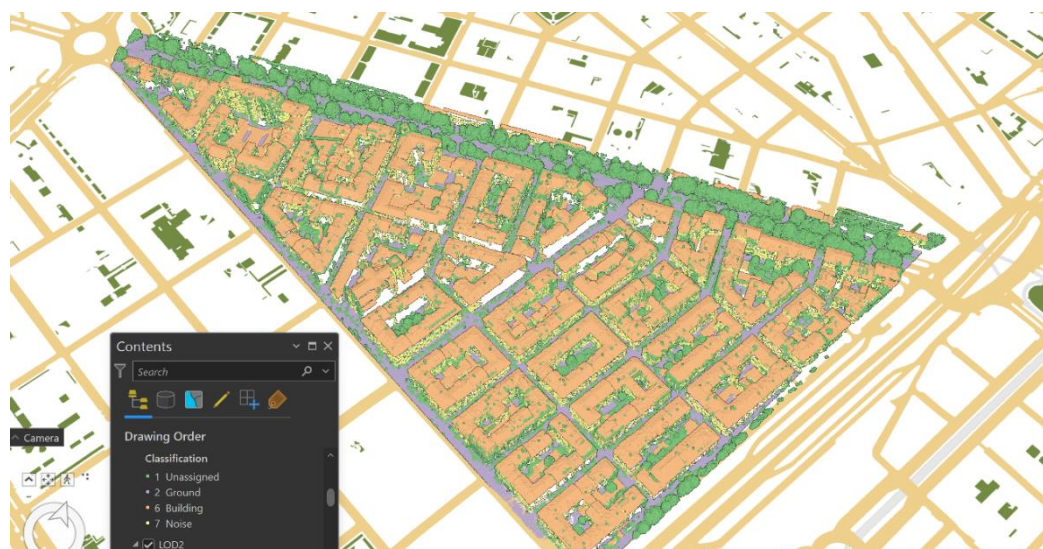 Contents
Search
Drawing Order
Camera
Classification
1 Unassigned
2 Ground
6 Building
7 Noise
LOD2